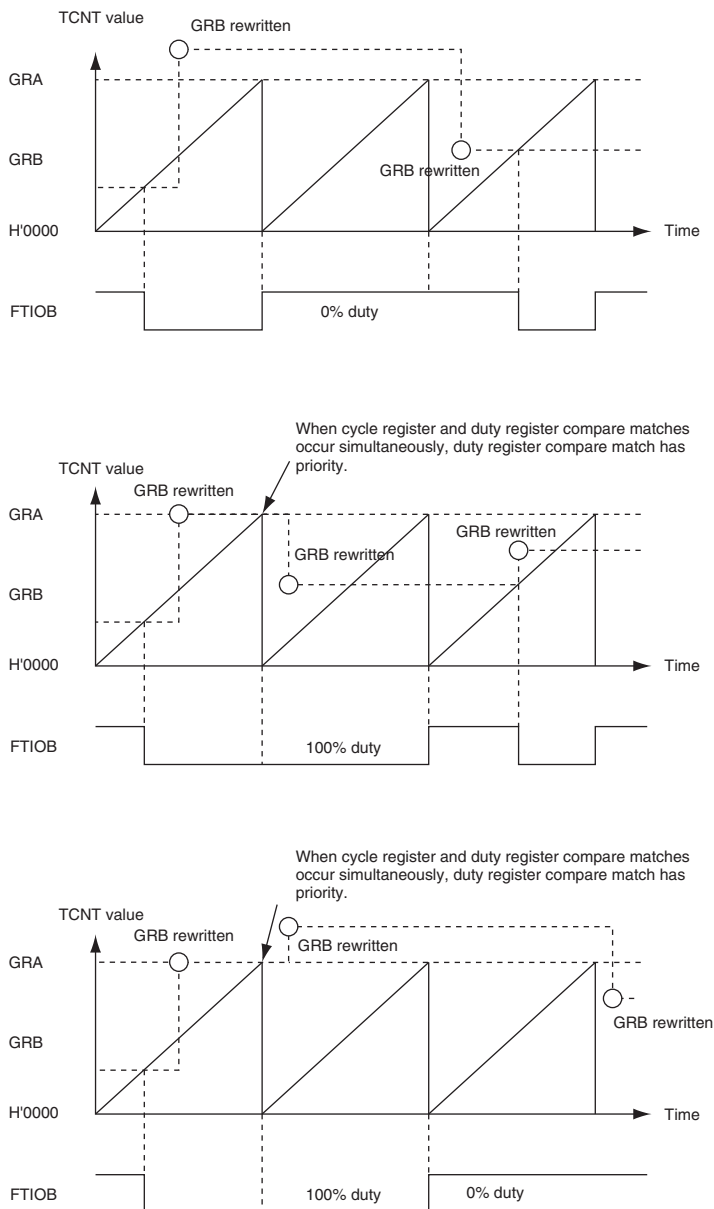 TCNT value
GRB rewritten
GRA
GRB
GRB rewritten
H'0000
Time
FTIOB
0% duty
When cycle register and duty register compare matches
occur simultaneously, duty register compare match has
priority.
TCNT value
GRB rewritten
GRA
GRB rewritten
GRB rewritten
GRB
H'0000
Time
FTIOB
100% duty
When cycle register and duty register compare matches
occur simultaneously, duty register compare match has
priority.
TCNT value
GRB rewritten
GRB rewritten
GRA
GRB rewritten
GRB
H'0000
Time
FTIOB
100% duty
0% duty